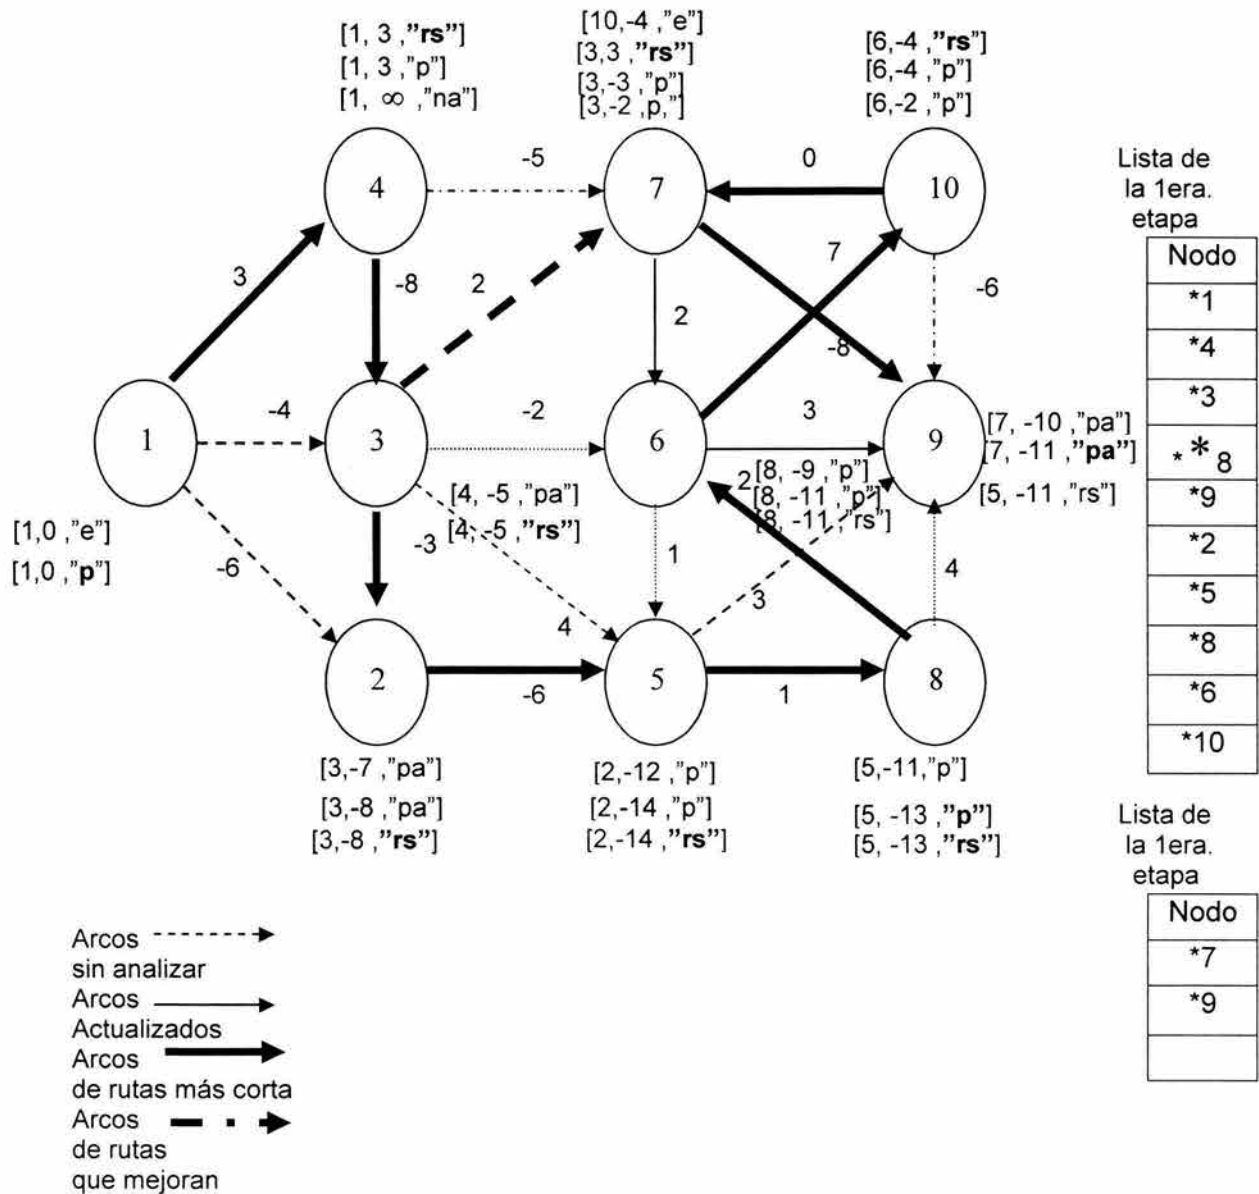 [1, 3 ,"rs"]
[1, 3 ,"p"]
[1, ∞ ,"na"]
[10,-4 ,"e"]
[3,3 ,"rs"]
[3,-3 ,"p"]
[3,-2 ,p,"]
[6,-4 ,"rs"]
[6,-4 ,"p"]
[6,-2 ,"p"]
4
-5
7
0
10
3
-8
2
2
7
-8
-6
1
-4
3
-2
6
3
9
[7, -10 ,"pa"]
[7, -11 ,"pa"]
[5, -11 ,"rs"]
2
[8, -9 ,"p"]
[8, -11 ,"p"]
[8, -11 ,"rs"]
[4, -5 ,"pa"]
[4, -5 ,"rs"]
[1,0 ,"e"]
[1,0 ,"p"]
-6
-3
4
1
3
4
2
-6
5
1
8
[3,-7 ,"pa"]
[3,-8 ,"pa"]
[3,-8 ,"rs"]
[2,-12 ,"p"]
[2,-14 ,"p"]
[2,-14 ,"rs"]
[5,-11,"p"]
[5, -13 ,"p"]
[5, -13 ,"rs"]
Lista de
la 1era.
etapa
Nodo
*1
*4
*3
**8
*9
*2
*5
*8
*6
*10
Lista de
la 1era.
etapa
Nodo
*7
*9
Arcos
sin analizar
Arcos
Actualizados
Arcos
de rutas más corta
Arcos
de rutas
que mejoran